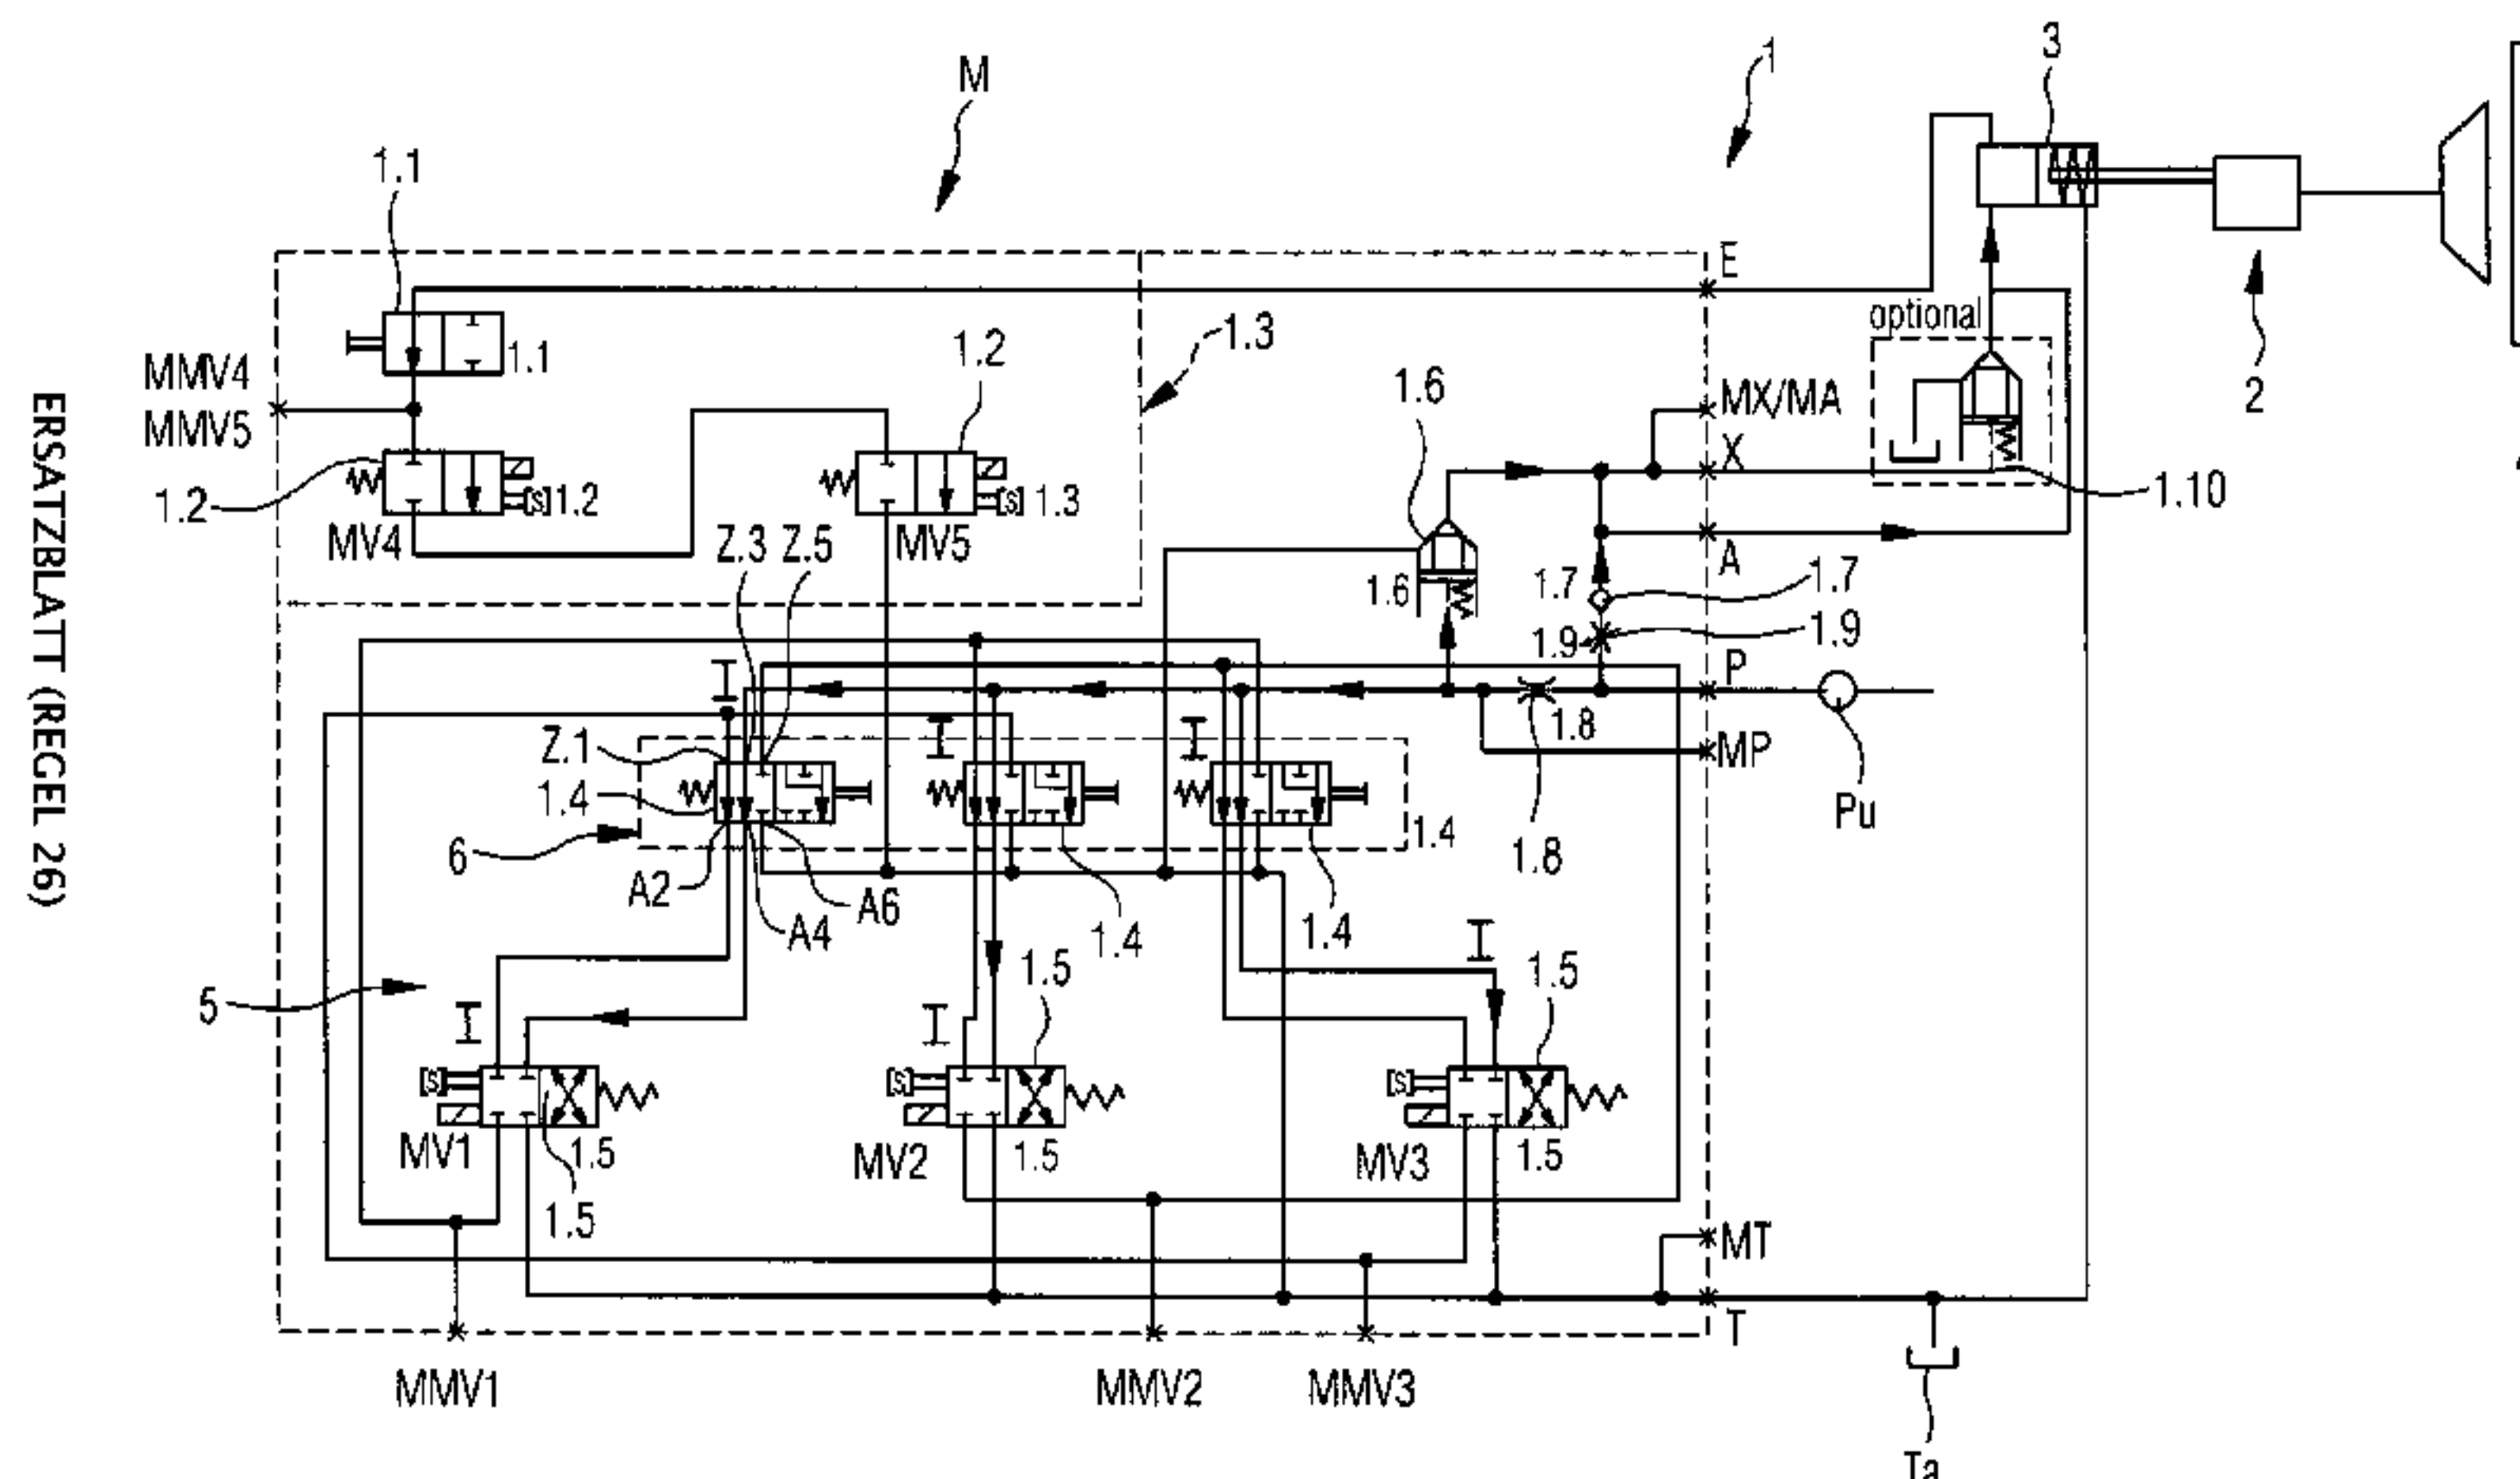 ERSATZBLATT (REGEL 26)
M
1
3
1.1
E
1.1
1.2
1.3
optional
2
MMV4
MMV5
1.6
MX/MA
X
1.2
[s] 1.2
[s] 1.3
1.10
MV4
Z.3 Z.5
MV5
A
1.6
1.7
1.7
1.9
1.9
P
I
I
I
1.8
MP
Z.1
1.4
Pu
6
1.4
1.8
A2
A6
A4
1.4
1.4
I
5
1.5
1.5
I
I
[s]
[s]
[s]
MV1
1.5
MV2
1.5
MV3
1.5
1.5
MT
T
MMV1
MMV2
MMV3
Ta